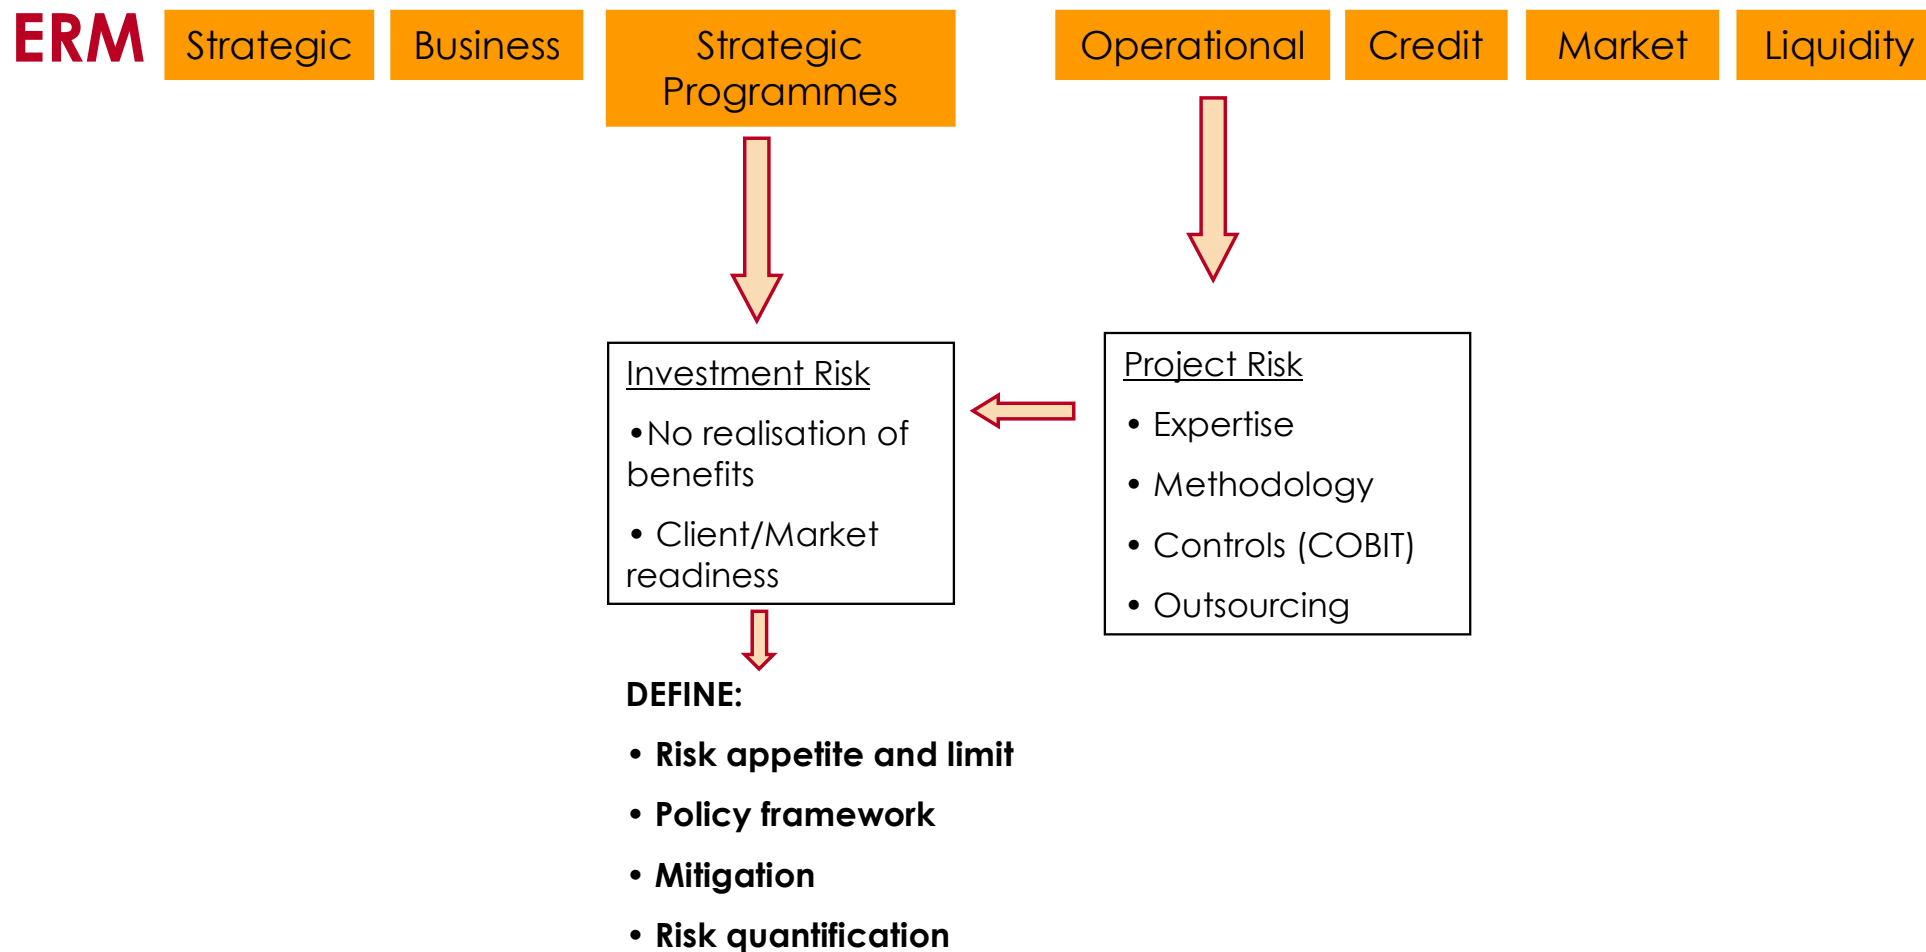 ERM
Strategic
Business
Strategic
Programmes
Operational
Credit
Market
Liquidity
Investment Risk
•No realisation of
benefits
• Client/Market
readiness
Project Risk
• Expertise
• Methodology
• Controls (COBIT)
• Outsourcing
DEFINE:
• Risk appetite and limit
• Policy framework
• Mitigation
• Risk quantification